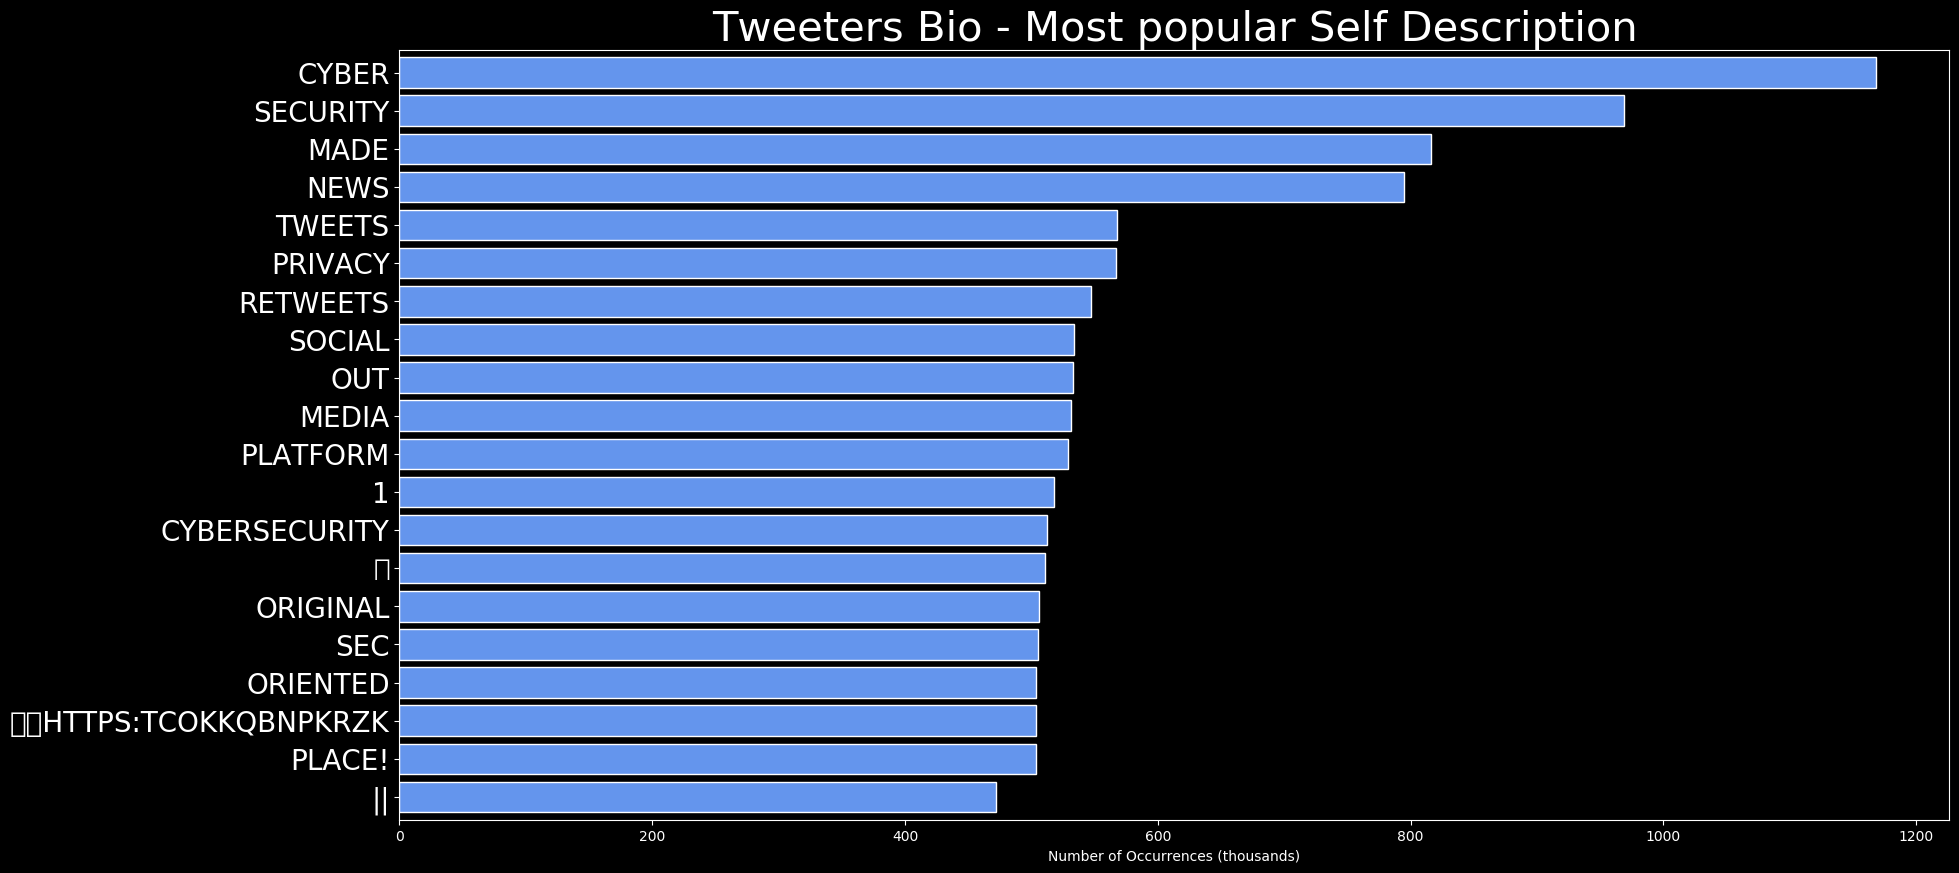 Tweeters Bio - Most popular Self Description
CYBER
SECURITY
MADE
NEWS
TWEETS
PRIVACY
RETWEETS
SOCIAL
OUT
MEDIA
PLATFORM
1
CYBERSECURITY
ORIGINAL
SEC
ORIENTED
HTTPS:TCOKKQBNPKRZK
PLACE!
||
0 200 400 600 800 1000 1200
Number of Occurrences (thousands)